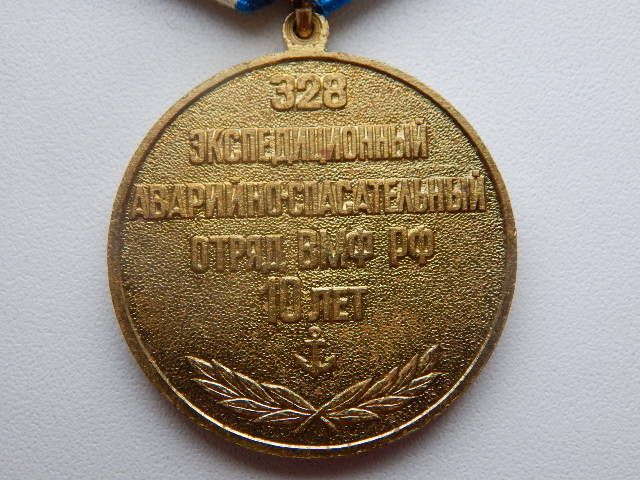 328
ЭКСПЕДИЦИОННЫЙ
АВАРИЙНО-СПАСАТЕЛЬНЫЙ
ОТРЯД ВМФ РФ
10 ЛЕТ